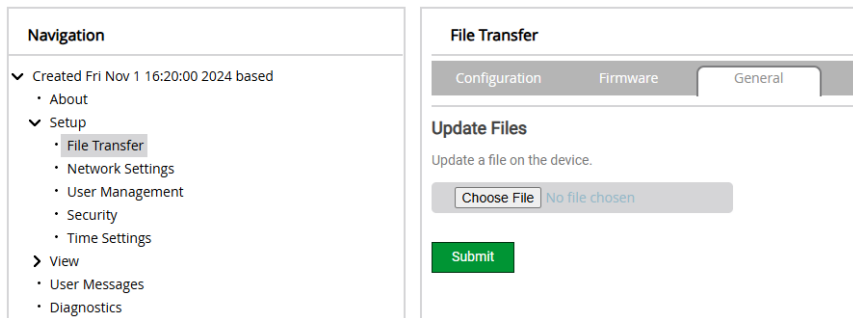 Navigation
Created Fri Nov 1 16:20:00 2024 based
About
Setup
File Transfer
Network Settings
User Management
Security
Time Settings
View
User Messages
Diagnostics
File Transfer
Configuration Firmware General
Update Files
Update a file on the device.
Choose File No file chosen
Submit